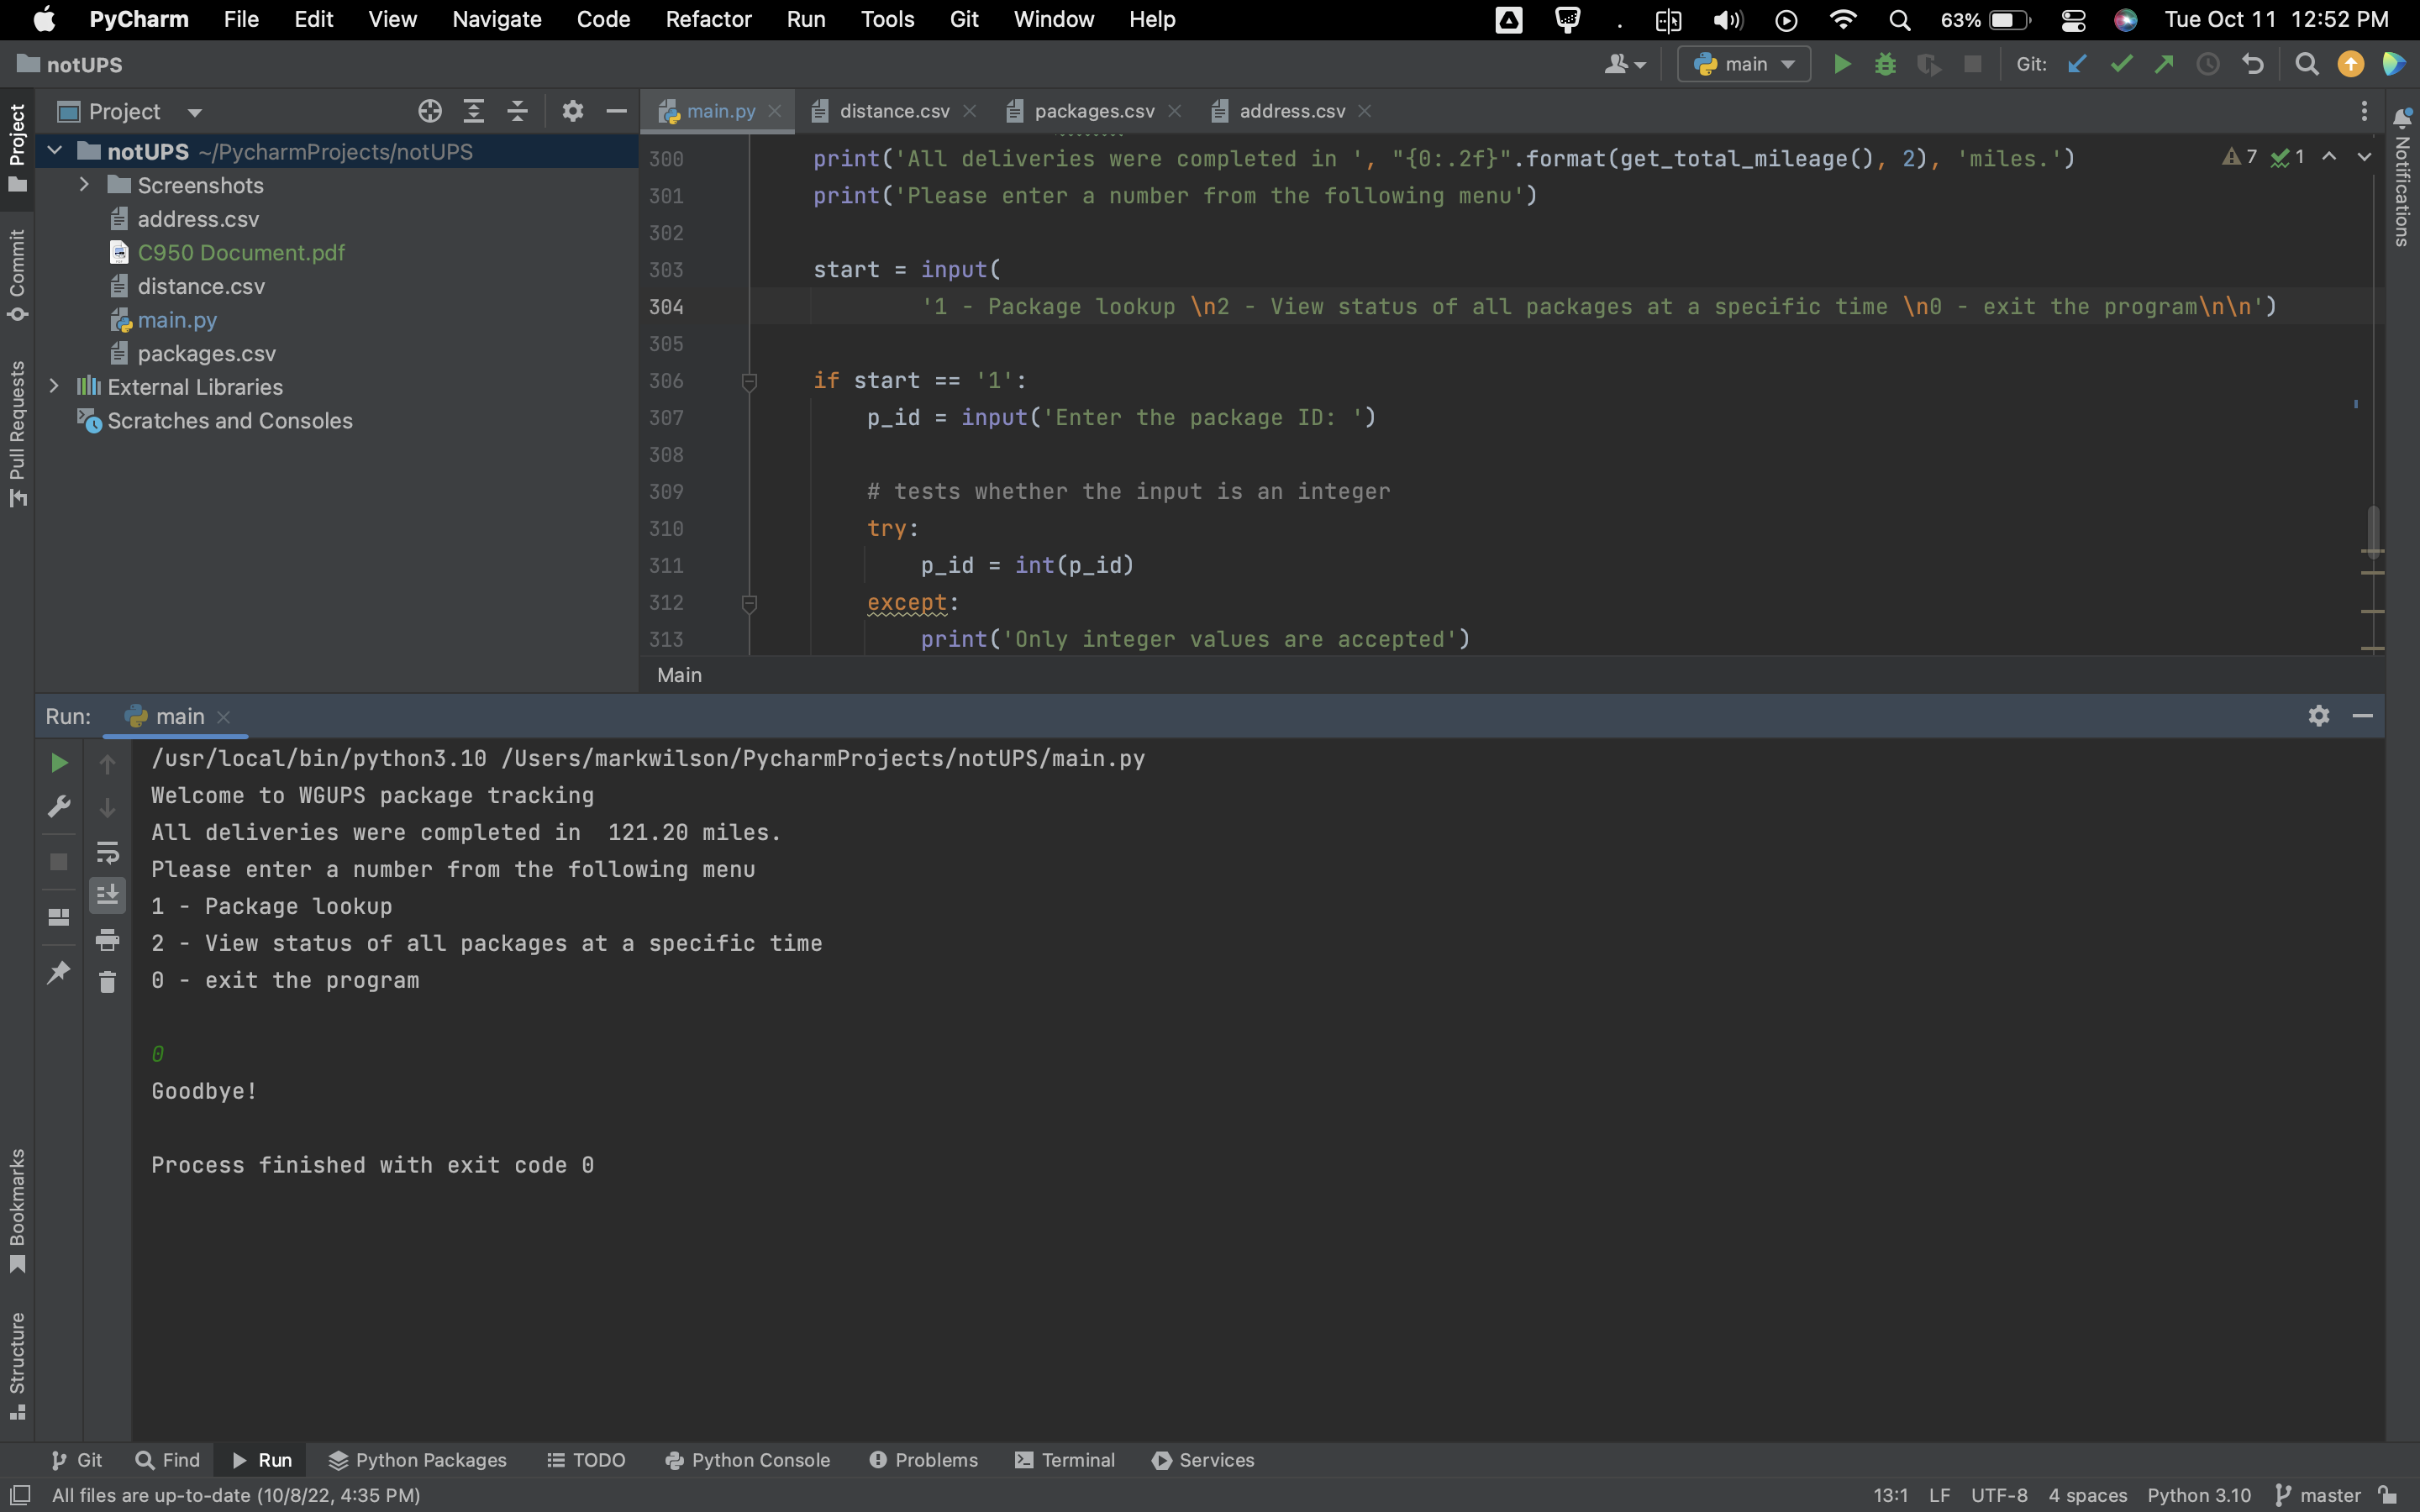 PyCharm File Edit View Navigate Code Refactor Run Tools Git Window Help 63% Tue Oct 11 12:52 PM
notUPS main Git:
Project main.py distance.csv packages.csv address.csv
notUPS ~/PycharmProjects/notUPS
Screenshots
address.csv
C950 Document.pdf
distance.csv
main.py
packages.csv
External Libraries
Scratches and Consoles
Project
Commit
Pull Requests
Bookmarks
Structure
Notifications
7 1
300 print('All deliveries were completed in ', "{0:.2f}".format(get_total_mileage(), 2), 'miles.')
301 print('Please enter a number from the following menu')
302
303 start = input(
304 '1 - Package lookup \n2 - View status of all packages at a specific time \n0 - exit the program\n\n')
305
306 if start == '1':
307 p_id = input('Enter the package ID: ')
308
309 # tests whether the input is an integer
310 try:
311 p_id = int(p_id)
312 except:
313 print('Only integer values are accepted')
Main
Run: main
/usr/local/bin/python3.10 /Users/markwilson/PycharmProjects/notUPS/main.py
Welcome to WGUPS package tracking
All deliveries were completed in  121.20 miles.
Please enter a number from the following menu
1 - Package lookup
2 - View status of all packages at a specific time
0 - exit the program
0
Goodbye!
Process finished with exit code 0
Git Find Run Python Packages TODO Python Console Problems Terminal Services
All files are up-to-date (10/8/22, 4:35 PM) 13:1 LF UTF-8 4 spaces Python 3.10 master